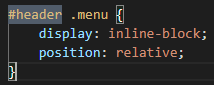 #header .menu {
    display: inline-block;
    position: relative;
}